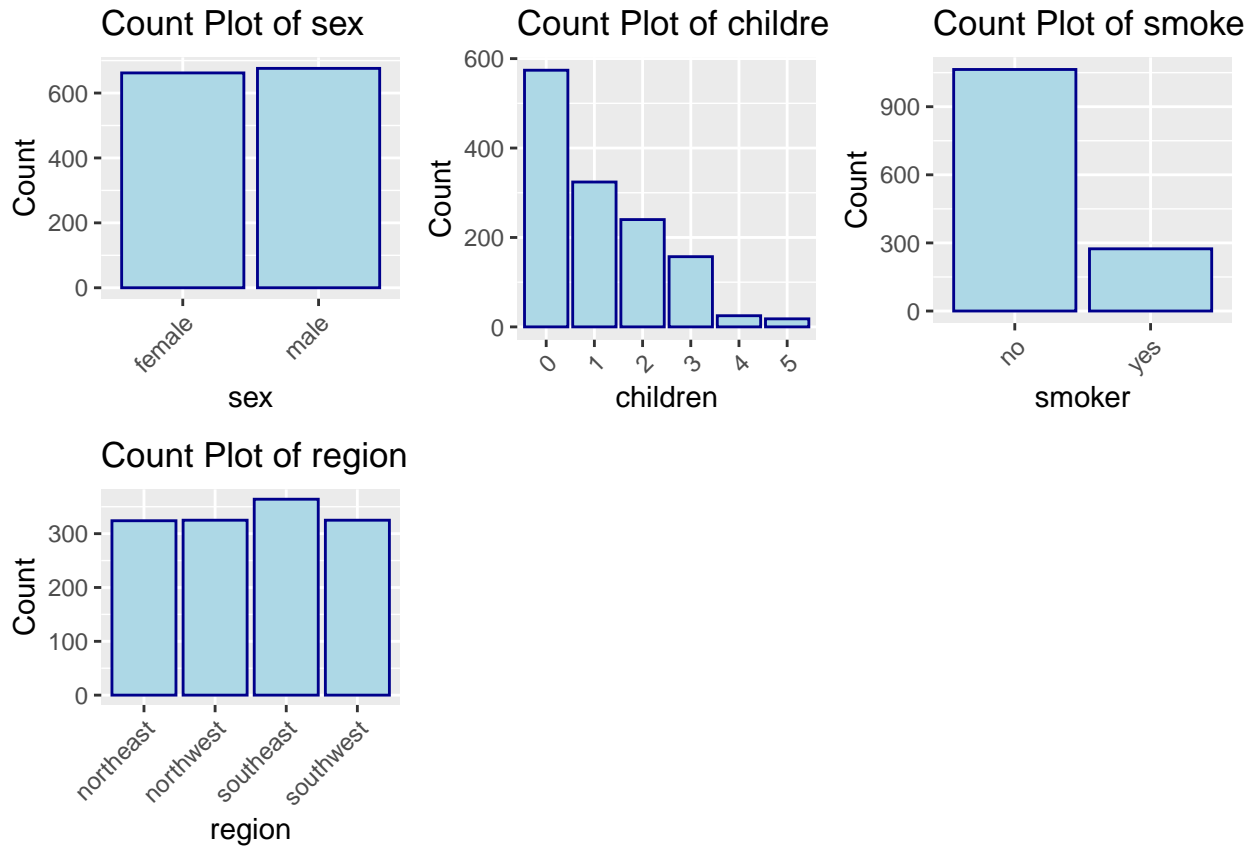 Count Plot of sex
600
400
200
0
Count
female
male
sex
Count Plot of childre
600
400
200
0
Count
0
1
2
3
4
5
children
Count Plot of smoke
900
600
300
0
Count
no
yes
smoker
Count Plot of region
300
200
100
0
Count
northeast
northwest
southeast
southwest
region